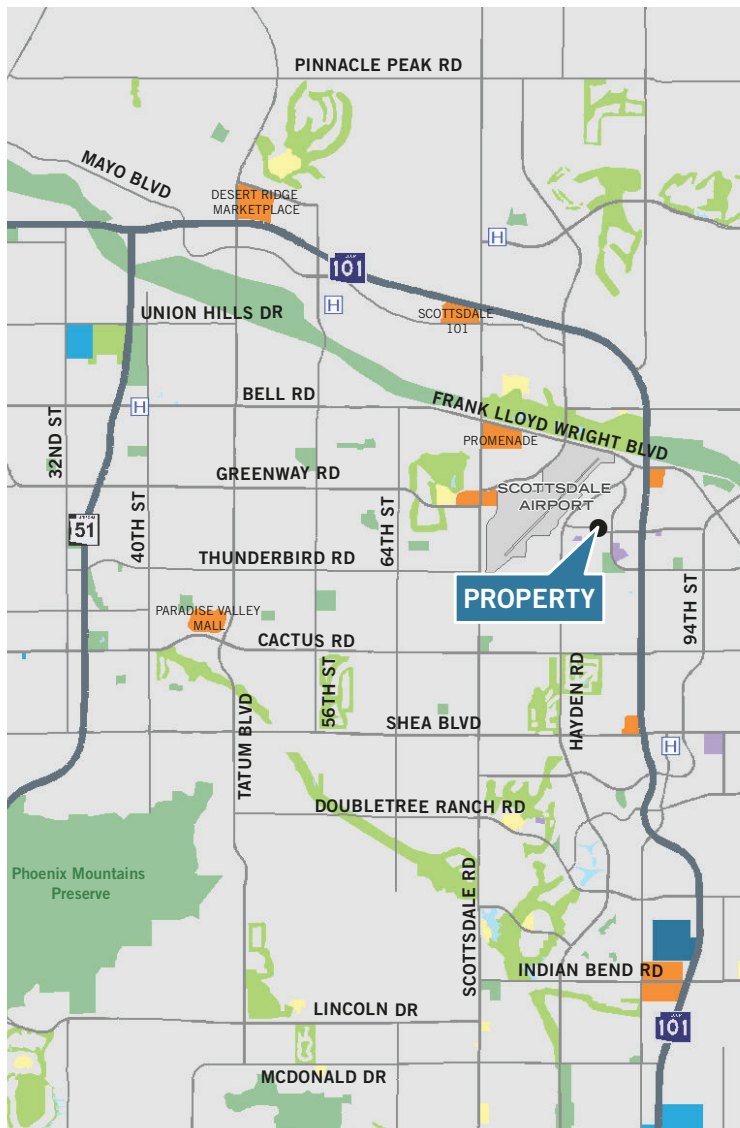 PINNACLE PEAK RD
MAYO BLVD
DESERT RIDGE
MARKETPLACE
H
101
H
UNION HILLS DR
SCOTTSDALE
101
BELL RD
FRANK LLOYD WRIGHT BLVD
H
32ND ST
PROMENADE
GREENWAY RD
SCOTTSDALE
AIRPORT
51
40TH ST
64TH ST
THUNDERBIRD RD
PROPERTY
94TH ST
PARADISE VALLEY
MALL
CACTUS RD
56TH ST
HAYDEN RD
TATUM BLVD
SHEA BLVD
H
DOUBLETREE RANCH RD
Phoenix Mountains
Preserve
SCOTTSDALE RD
INDIAN BEND RD
LINCOLN DR
101
MCDONALD DR